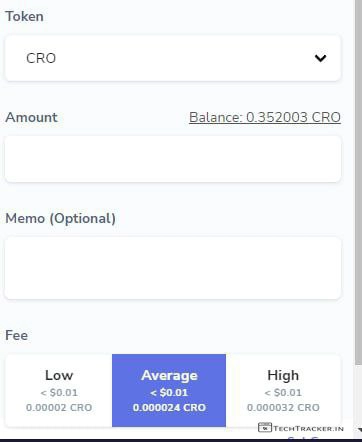 Token
CRO
Amount
Balance: 0.352003 CRO
Memo (Optional)
Fee
Low
< $0.01
0.00002 CRO
Average
< $0.01
0.000024 CRO
High
< $0.01
0.000032 CRO
TECHTRACKER.IN